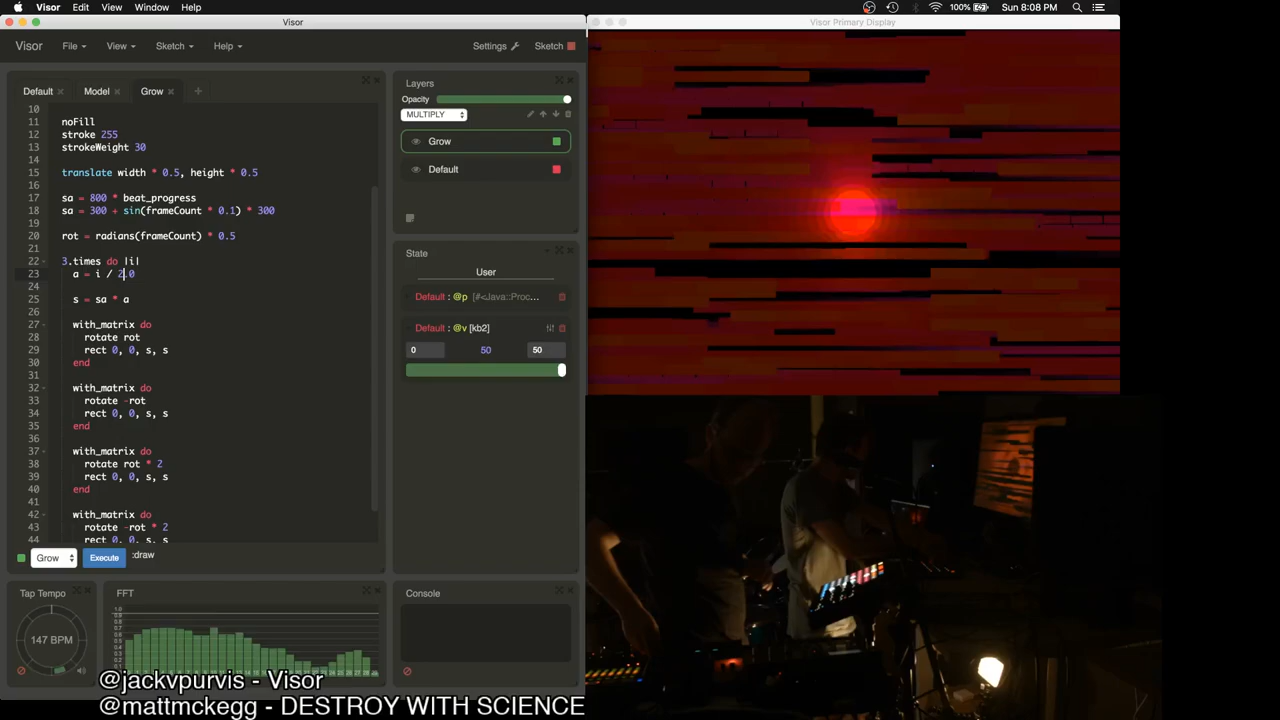 Visor Edit View Window Help
100% Sun 8:08 PM
Visor
Visor Primary Display
Visor File View Sketch Help Settings Sketch
Default Model Grow
10
11 noFill
12 stroke 255
13 strokeWeight 30
14
15 translate width * 0.5, height * 0.5
16
17 sa = 800 * beat_progress
18 sa = 300 + sin(frameCount * 0.1) * 300
19
20 rot = radians(frameCount) * 0.5
21
22 3.times do |i|
23 a = i / 2.0
24
25 s = sa * a
26
27 with_matrix do
28 rotate rot
29 rect 0, 0, s, s
30 end
31
32 with_matrix do
33 rotate -rot
34 rect 0, 0, s, s
35 end
36
37 with_matrix do
38 rotate rot * 2
39 rect 0, 0, s, s
40 end
41
42 with_matrix do
43 rotate -rot * 2
44 rect 0, 0, s, s
Grow Execute :draw
Layers
Opacity
MULTIPLY
Grow
Default
State
User
Default : @p [#<Java::Proc...
Default : @v [kb2]
0 50 50
Tap Tempo
147 BPM
FFT
Console
@jackvpurvis - Visor
@mattmckegg - DESTROY WITH SCIENCE